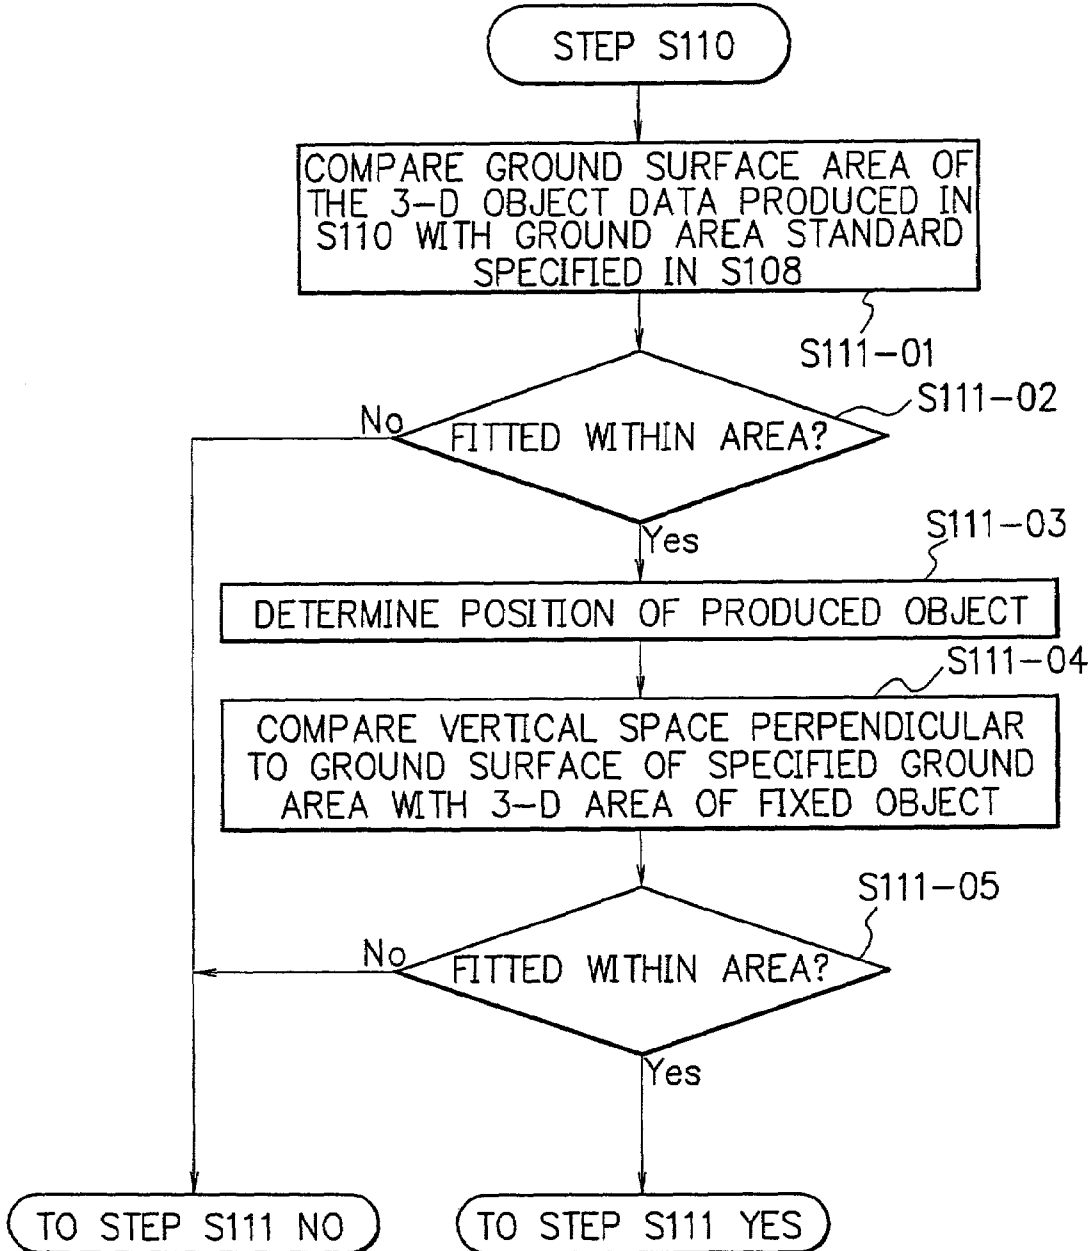 STEP S110
COMPARE GROUND SURFACE AREA OF
THE 3-D OBJECT DATA PRODUCED IN
S110 WITH GROUND AREA STANDARD
SPECIFIED IN S108
S111-01
S111-02
No
FITTED WITHIN AREA?
Yes
S111-03
DETERMINE POSITION OF PRODUCED OBJECT
S111-04
COMPARE VERTICAL SPACE PERPENDICULAR
TO GROUND SURFACE OF SPECIFIED GROUND
AREA WITH 3-D AREA OF FIXED OBJECT
S111-05
No
FITTED WITHIN AREA?
Yes
TO STEP S111 NO
TO STEP S111 YES